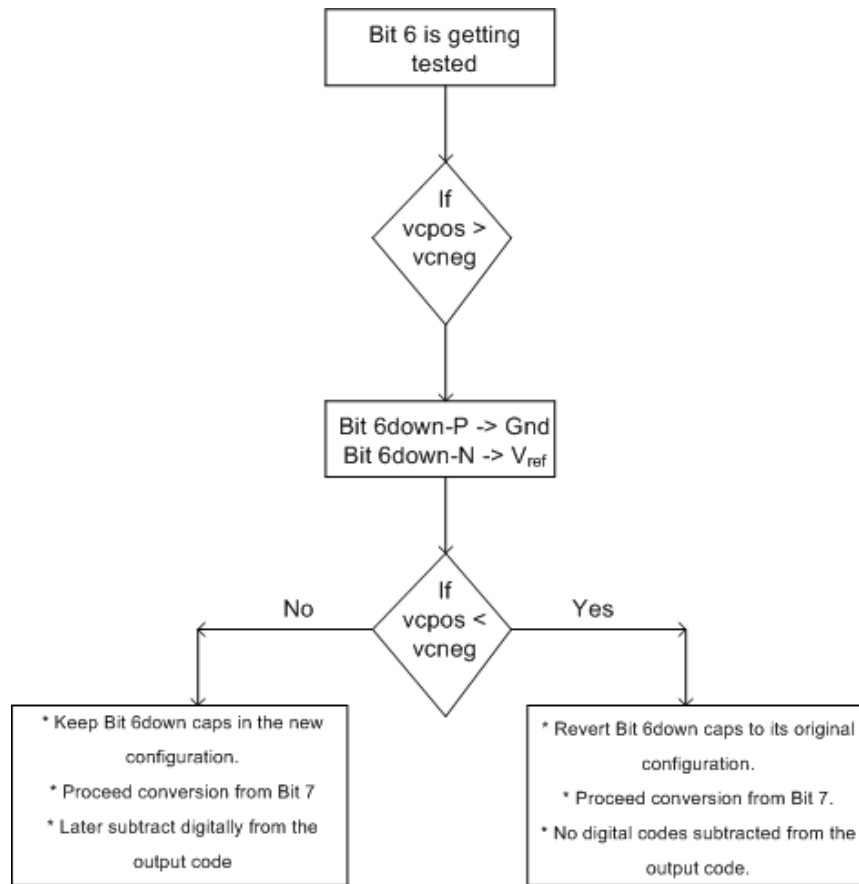 Bit 6 is getting
tested
If
vcpos >
vcneg
Bit 6down-P -> Gnd
Bit 6down-N -> Vref
If
vcpos <
vcneg
No
Yes
* Keep Bit 6down caps in the new
configuration.
* Proceed conversion from Bit 7
* Later subtract digitally from the
output code
* Revert Bit 6down caps to its original
configuration.
* Proceed conversion from Bit 7.
* No digital codes subtracted from the
output code.